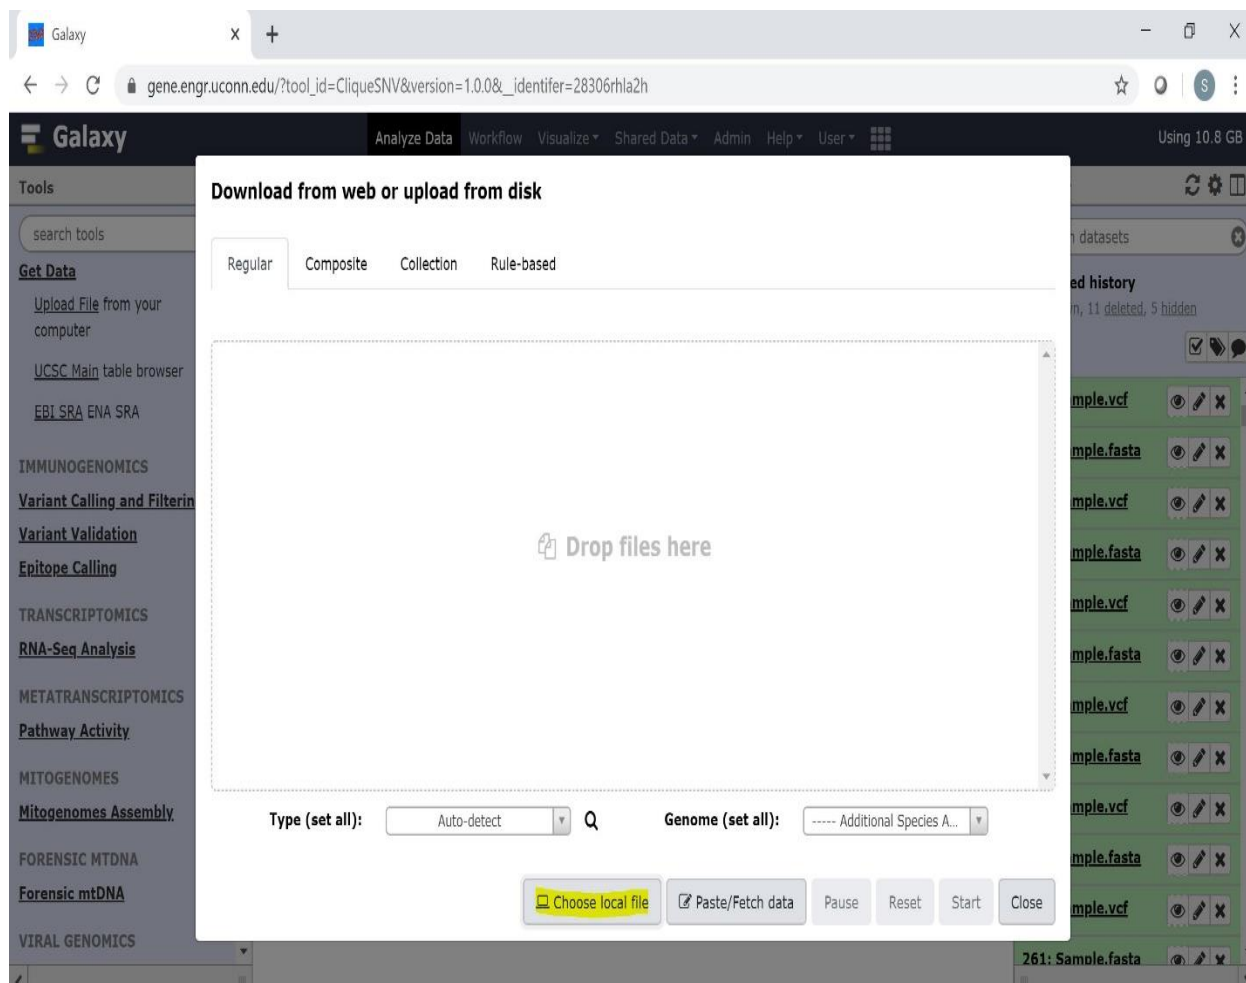 Galaxy
gene.engr.uconn.edu/?tool_id=CliqueSNV&version=1.0.0&__identifer=28306rhla2h
S
Galaxy
Analyze Data Workflow Visualize Shared Data Admin Help User
Using 10.8 GB
Tools
search tools
Get Data
Upload File from your
computer
UCSC Main table browser
EBI SRA ENA SRA
IMMUNOGENOMICS
Variant Calling and Filterin
Variant Validation
Epitope Calling
TRANSCRIPTOMICS
RNA-Seq Analysis
METATRANSCRIPTOMICS
Pathway Activity
MITOGENOMES
Mitogenomes Assembly
FORENSIC MTDNA
Forensic mtDNA
VIRAL GENOMICS
Download from web or upload from disk
Regular Composite Collection Rule-based
Drop files here
Type (set all): Auto-detect Genome (set all): ----- Additional Species A...
Choose local file Paste/Fetch data Pause Reset Start Close
datasets
ed history
n, 11 deleted, 5 hidden
mple.vcf
mple.fasta
mple.vcf
mple.fasta
mple.vcf
mple.fasta
mple.vcf
mple.fasta
mple.vcf
mple.fasta
mple.vcf
261: Sample.fasta